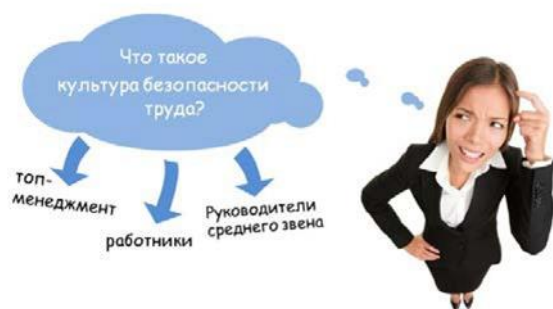 Что такое
культура безопасности
труда?
топ-
менеджмент
работники
Руководители
среднего звена